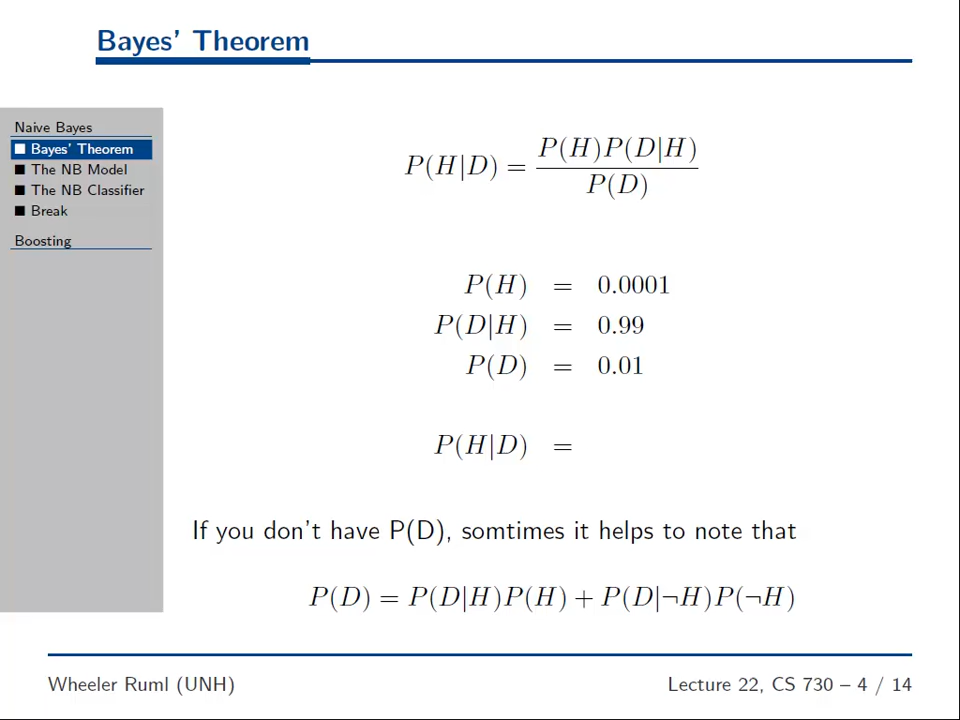 Bayes' Theorem
Naive Bayes
■ Bayes' Theorem
■ The NB Model
■ The NB Classifier
■ Break
Boosting
P(H|D) = P(H)P(D|H) / P(D)
P(H) = 0.0001
P(D|H) = 0.99
P(D) = 0.01
P(H|D) =
If you don't have P(D), somtimes it helps to note that
P(D) = P(D|H)P(H) + P(D|¬H)P(¬H)
Wheeler Ruml (UNH)
Lecture 22, CS 730 – 4 / 14